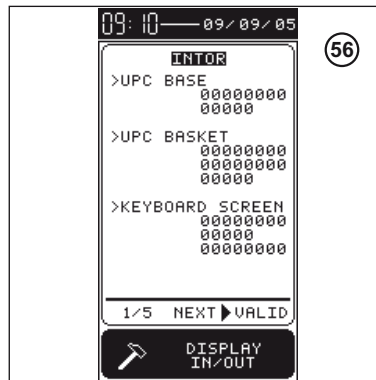 09:10 09/09/05
56
INTOR
>UPC BASE
00000000
00000
>UPC BASKET
00000000
00000000
00000
>KEYBOARD SCREEN
00000000
00000
00000000
1/5 NEXT▶VALID
DISPLAY
IN/OUT